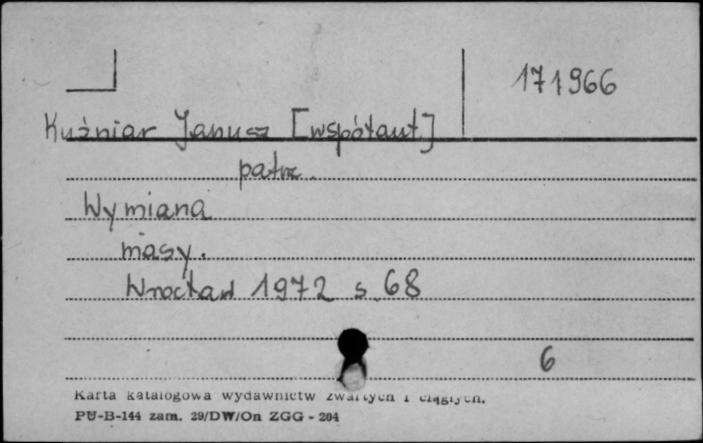 171966
Kuźniar Janusz [współaut.]
patrz.
Wymiana
masy.
Wrocław 1972 s. 68
6
Karta katalogowa wydawnictw zwartych i ciągłych.
PU-B-144 zam. 29/DW/On ZGG - 204